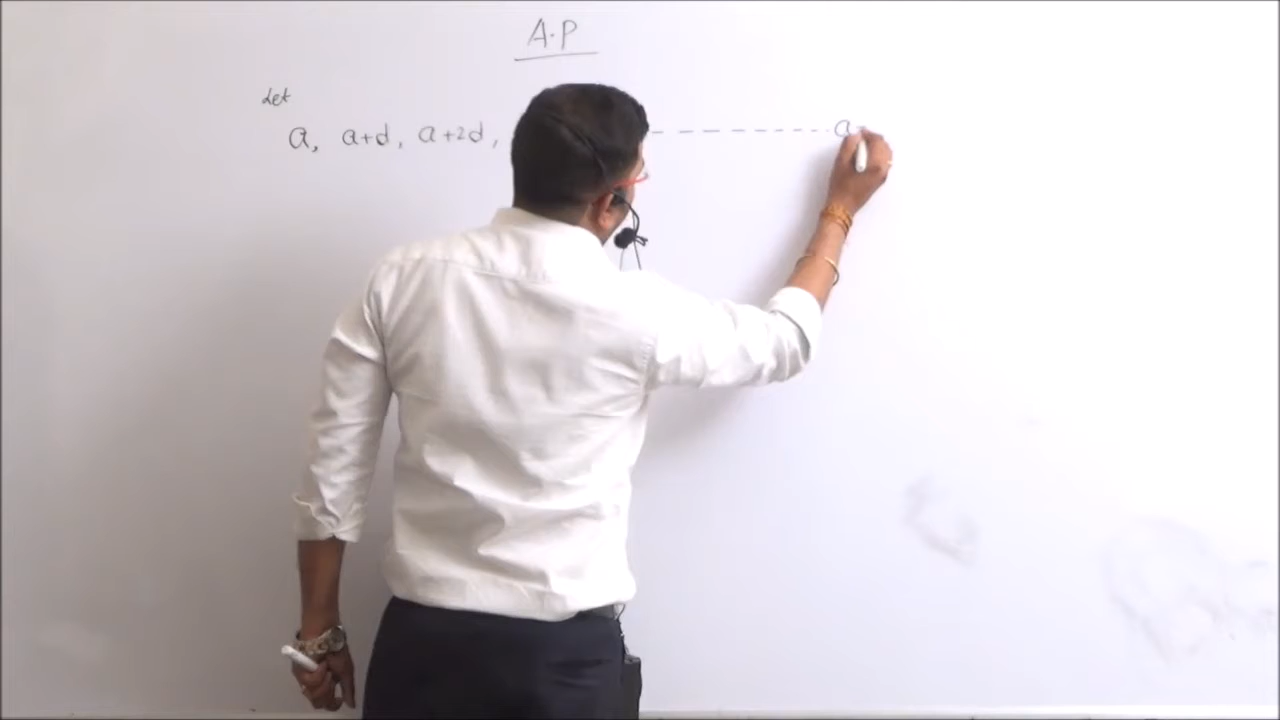 A.P
Let
a, a+d, a+2d, ------- a